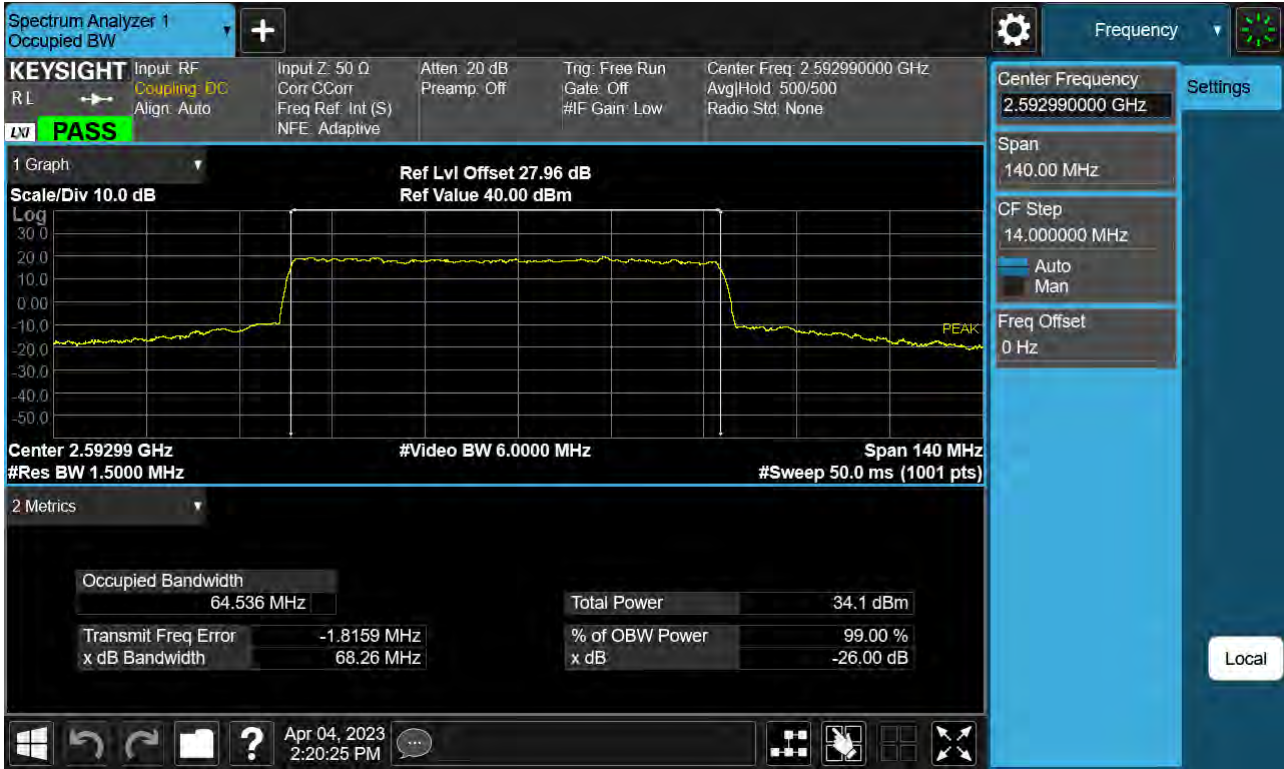 Spectrum Analyzer 1
Occupied BW
Frequency
KEYSIGHT
R L
LXI PASS
Input: RF
Coupling: DC
Align: Auto
Input Z: 50 Ω
Corr CCorr
Freq Ref: Int (S)
NFE: Adaptive
Atten: 20 dB
Preamp: Off
Trig: Free Run
Gate: Off
#IF Gain: Low
Center Freq: 2.592990000 GHz
Avg|Hold: 500/500
Radio Std: None
1 Graph
Scale/Div 10.0 dB
Ref Lvl Offset 27.96 dB
Ref Value 40.00 dBm
Log
30.0
20.0
10.0
0.00
-10.0
-20.0
-30.0
-40.0
-50.0
PEAK
Center 2.59299 GHz
#Video BW 6.0000 MHz
Span 140 MHz
#Res BW 1.5000 MHz
#Sweep 50.0 ms (1001 pts)
2 Metrics
Occupied Bandwidth
64.536 MHz
Total Power 34.1 dBm
Transmit Freq Error -1.8159 MHz
% of OBW Power 99.00 %
x dB Bandwidth 68.26 MHz
x dB -26.00 dB
Center Frequency
2.592990000 GHz
Settings
Span
140.00 MHz
CF Step
14.000000 MHz
Auto
Man
Freq Offset
0 Hz
Local
?
Apr 04, 2023
2:20:25 PM